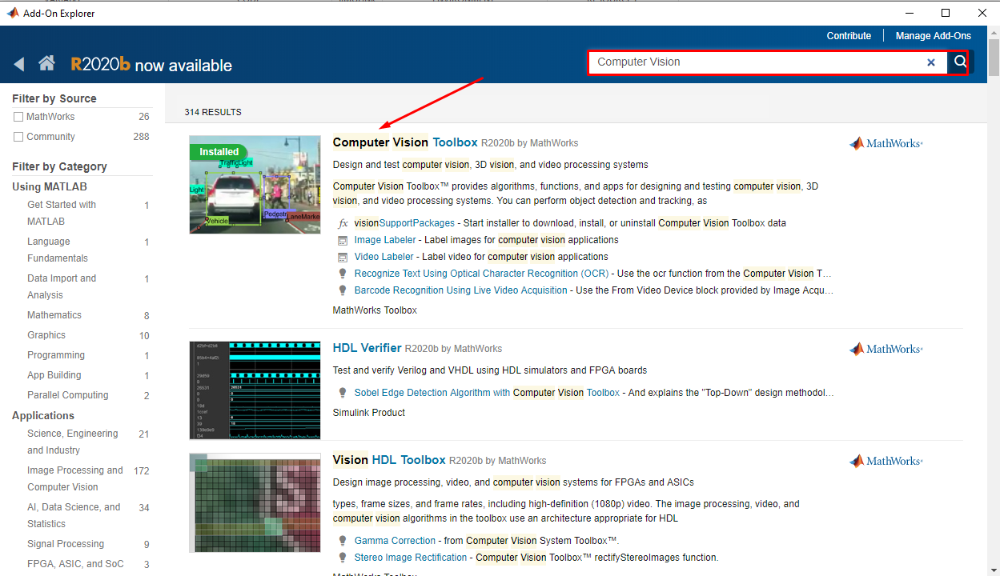 Add-On Explorer
Contribute
Manage Add-Ons
R2020b now available
Computer Vision
Filter by Source
MathWorks 26
Community 288
Filter by Category
Using MATLAB
Get Started with 1
MATLAB
Language 1
Fundamentals
Data Import and 1
Analysis
Mathematics 8
Graphics 10
Programming 1
App Building 1
Parallel Computing 2
Applications
Science, Engineering 21
and Industry
Image Processing and 172
Computer Vision
AI, Data Science, and 34
Statistics
Signal Processing 9
FPGA, ASIC, and SoC 3
314 RESULTS
Installed
TrafficLight
Light
Vehicle
Pedestri
LaneMarke
Computer Vision Toolbox R2020b by MathWorks
MathWorks®
Design and test computer vision, 3D vision, and video processing systems
Computer Vision Toolbox™ provides algorithms, functions, and apps for designing and testing computer vision, 3D
vision, and video processing systems. You can perform object detection and tracking, as
fx visionSupportPackages - Start installer to download, install, or uninstall Computer Vision Toolbox data
Image Labeler - Label images for computer vision applications
Video Labeler - Label video for computer vision applications
Recognize Text Using Optical Character Recognition (OCR) - Use the ocr function from the Computer Vision T…
Barcode Recognition Using Live Video Acquisition - Use the From Video Device block provided by Image Acqu…
MathWorks Toolbox
HDL Verifier R2020b by MathWorks
MathWorks®
Test and verify Verilog and VHDL using HDL simulators and FPGA boards
Sobel Edge Detection Algorithm with Computer Vision Toolbox - And explains the "Top-Down" design methodol…
Simulink Product
Vision HDL Toolbox R2020b by MathWorks
MathWorks®
Design image processing, video, and computer vision systems for FPGAs and ASICs
types, frame sizes, and frame rates, including high-definition (1080p) video. The image processing, video, and
computer vision algorithms in the toolbox use an architecture appropriate for HDL
Gamma Correction - from Computer Vision System Toolbox™.
Stereo Image Rectification - Computer Vision Toolbox™ rectifyStereoImages function.
MathWorks Toolbox